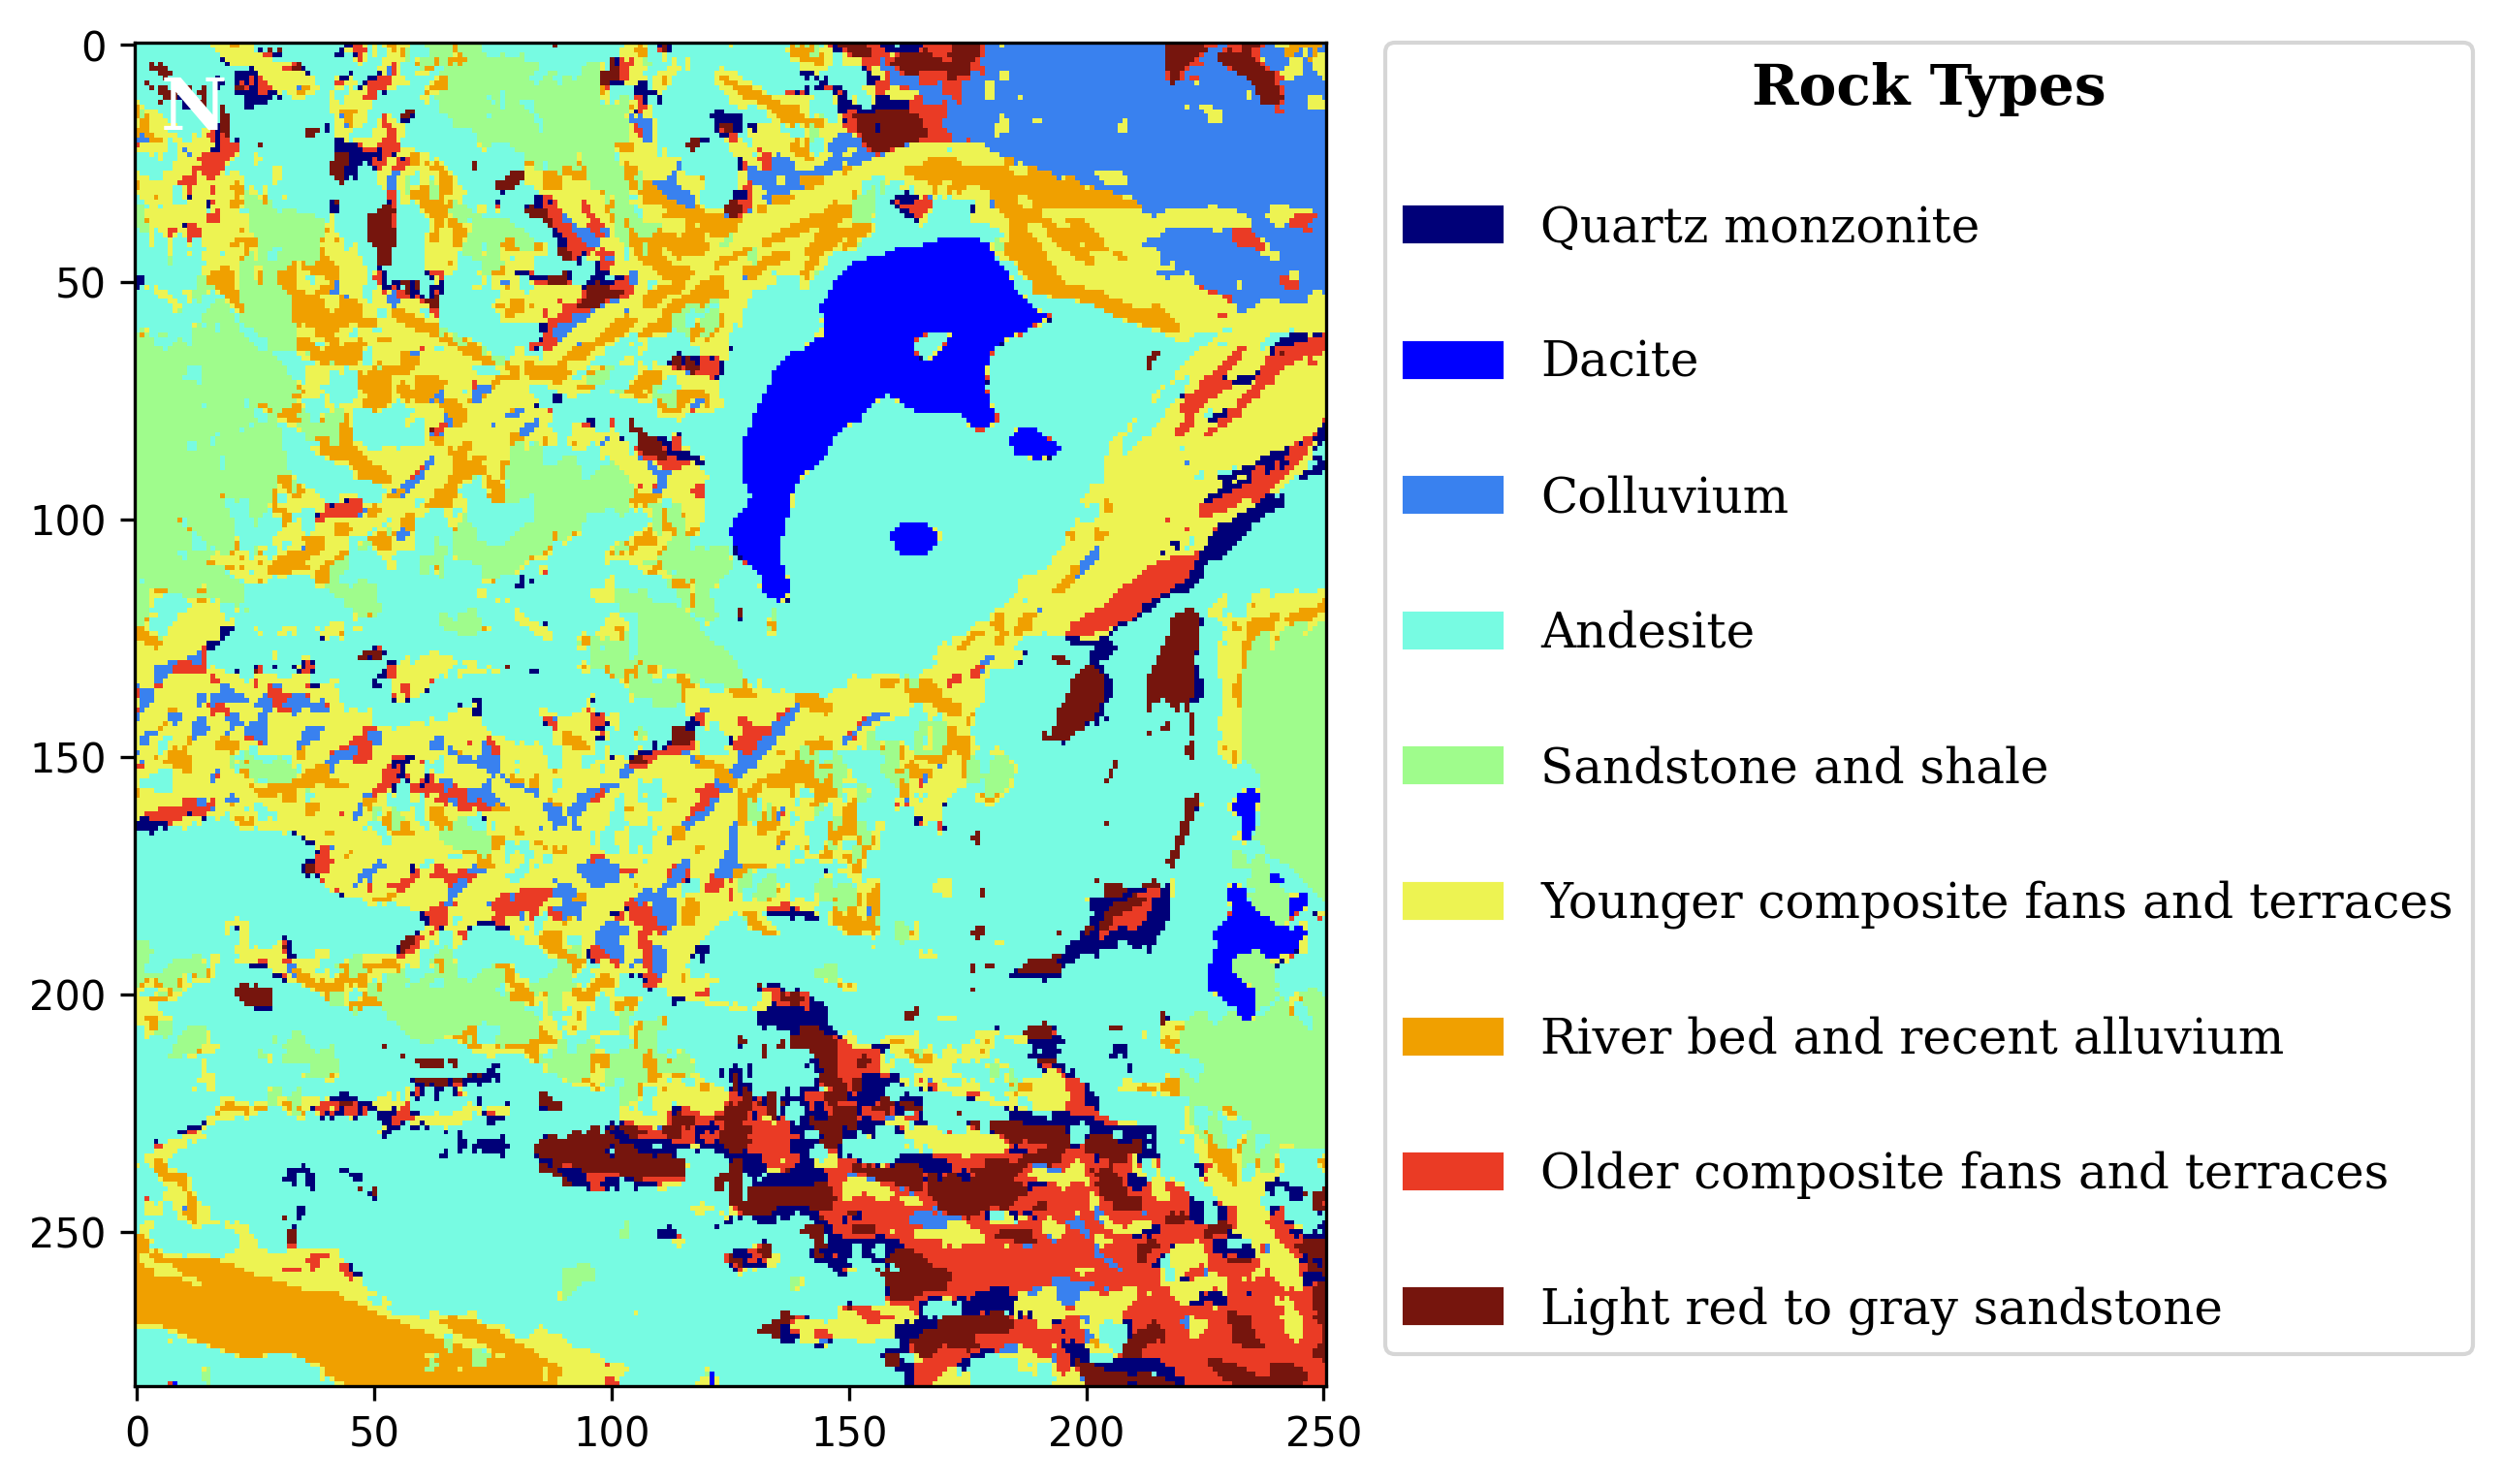 N
0
50
100
150
200
250
0 50 100 150 200 250
Rock Types
Quartz monzonite
Dacite
Colluvium
Andesite
Sandstone and shale
Younger composite fans and terraces
River bed and recent alluvium
Older composite fans and terraces
Light red to gray sandstone